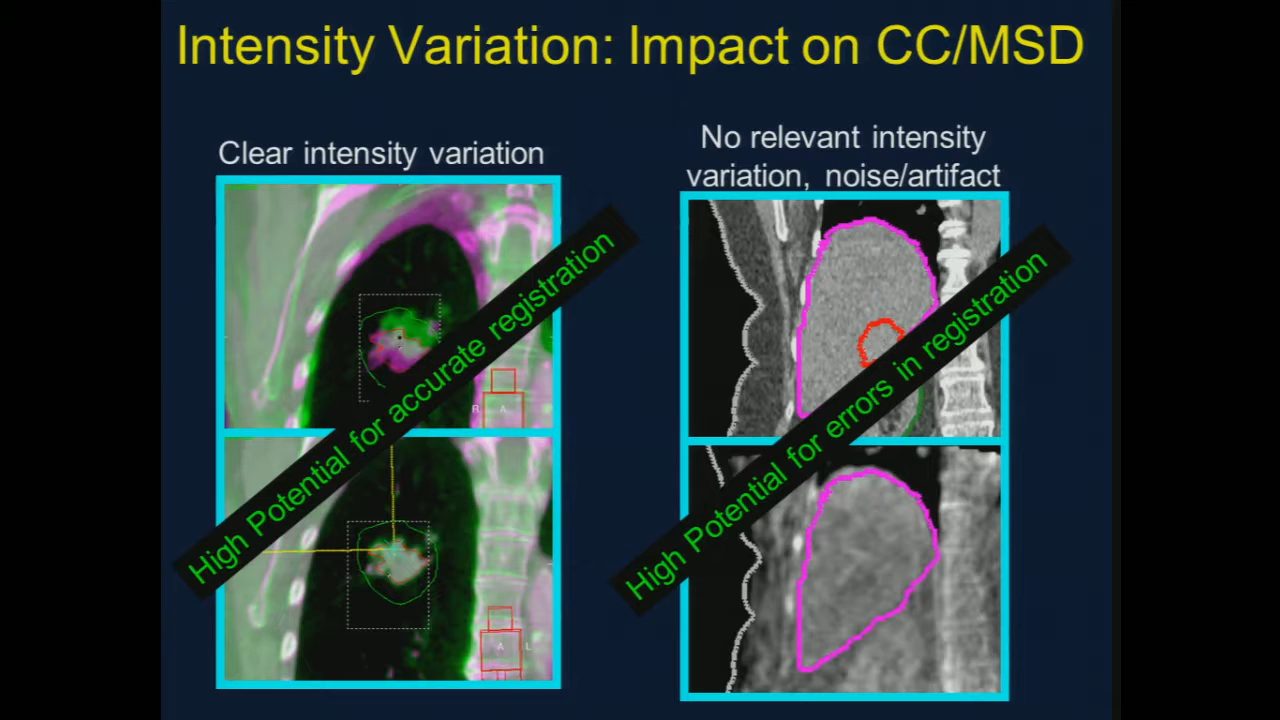 Intensity Variation: Impact on CC/MSD
Clear intensity variation
No relevant intensity
variation, noise/artifact
High Potential for accurate registration
High Potential for errors in registration
R A
A L